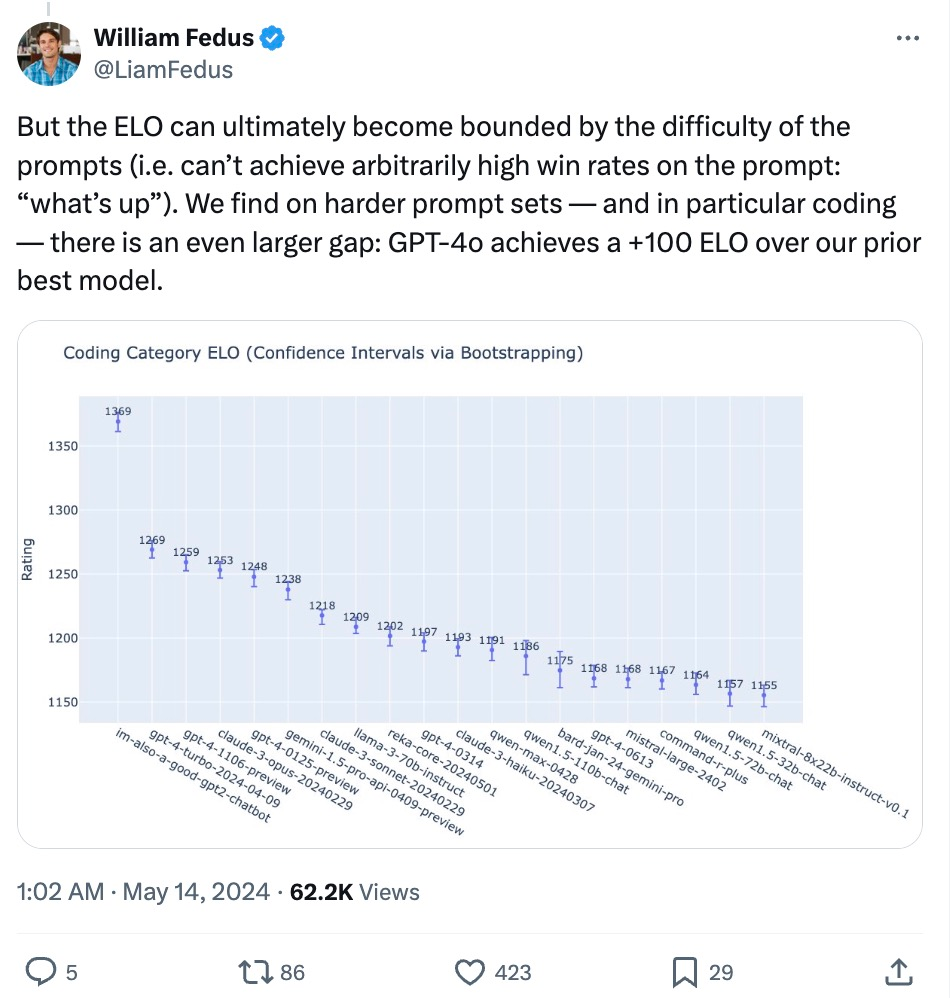 William Fedus
@LiamFedus
But the ELO can ultimately become bounded by the difficulty of the
prompts (i.e. can’t achieve arbitrarily high win rates on the prompt:
“what’s up”). We find on harder prompt sets — and in particular coding
— there is an even larger gap: GPT-4o achieves a +100 ELO over our prior
best model.
Coding Category ELO (Confidence Intervals via Bootstrapping)
Rating
1350
1300
1250
1200
1150
1369
1269
1259
1253
1248
1238
1218
1209
1202
1197
1193
1191
1186
1175
1168
1168
1167
1164
1157
1155
im-also-a-good-gpt2-chatbot
gpt-4-turbo-2024-04-09
gpt-4-1106-preview
claude-3-opus-20240229
gpt-4-0125-preview
gemini-1.5-pro-api-0409-preview
claude-3-sonnet-20240229
llama-3-70b-instruct
reka-core-20240501
gpt-4-0314
claude-3-haiku-20240307
qwen-max-0428
qwen1.5-110b-chat
bard-jan-24-gemini-pro
gpt-4-0613
mistral-large-2402
command-r-plus
qwen1.5-72b-chat
qwen1.5-32b-chat
mixtral-8x22b-instruct-v0.1
1:02 AM · May 14, 2024 · 62.2K Views
5 86 423 29